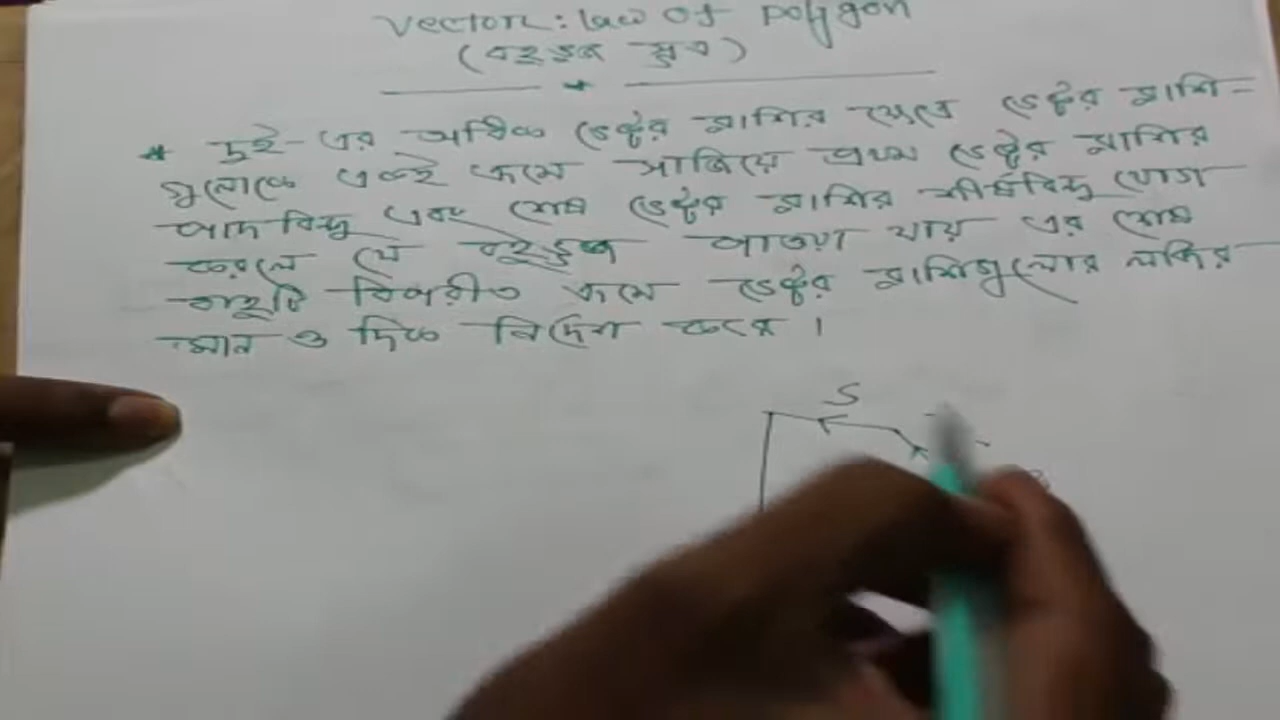 vector: law of polygon
(বহুভুজ সূত্র)
* দুই-এর অধিক ভেক্টর রাশির ক্ষেত্রে ভেক্টর রাশি-
গুলোকে একই ক্রমে সাজিয়ে প্রথম ভেক্টর রাশির
পাদবিন্দু এবং শেষ ভেক্টর রাশির শীর্ষবিন্দু যোগ
করলে যে বহুভুজ পাওয়া যায় এর শেষ
বাহুটি বিপরীত ক্রমে ভেক্টর রাশিগুলোর লব্ধির
মান ও দিক নির্দেশ করে।
S